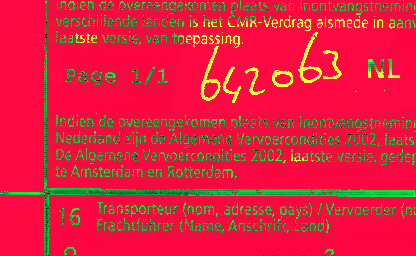 Indien de overeengekomen plaats van inontvangstneming
verschillende landen is het CMR-Verdrag alsmede in aanv
laatste versie, van toepassing.
Page 1/1 642063 NL
Indien de overeengekomen plaats van inontvangstneming
Nederland zijn de Algemene Vervoercondities 2002, laats
De Algemene Vervoercondities 2002, laatste versie, gedep
te Amsterdam en Rotterdam.
16 Transporteur (nom, adresse, pays) / Vervoerder (na
Frachtführer (Name, Anschrift, Land)